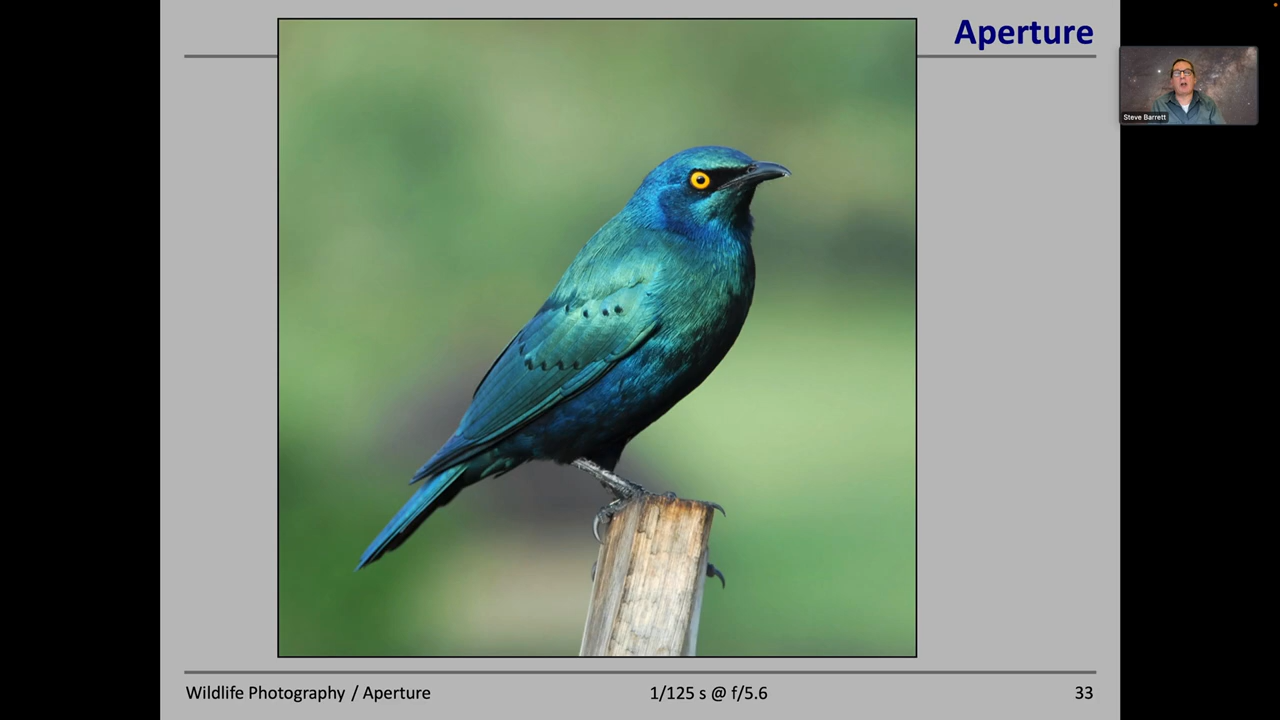 Aperture
Steve Barrett
Wildlife Photography / Aperture
1/125 s @ f/5.6
33